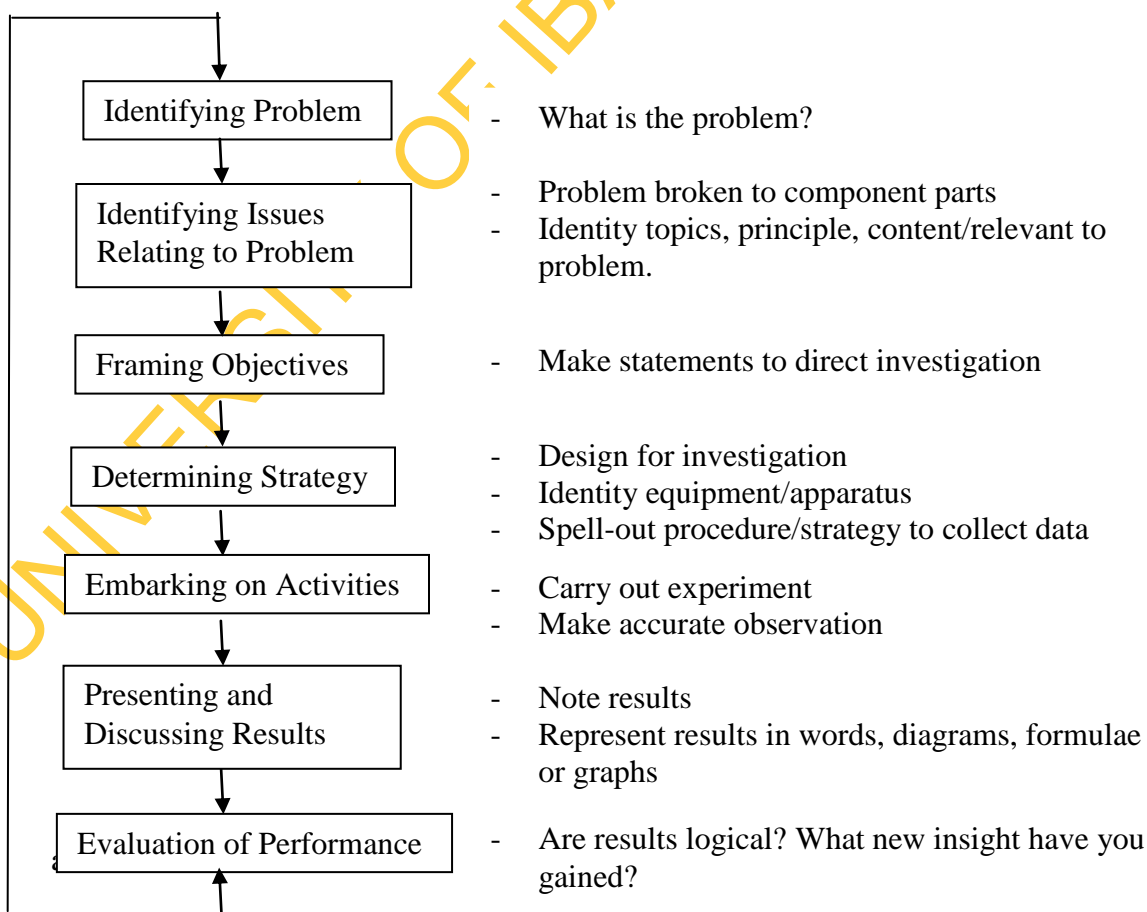 UNIVERSITY OF IBA
Identifying Problem
- What is the problem?
Identifying Issues
Relating to Problem
- Problem broken to component parts
- Identity topics, principle, content/relevant to
problem.
Framing Objectives
- Make statements to direct investigation
Determining Strategy
- Design for investigation
- Identity equipment/apparatus
- Spell-out procedure/strategy to collect data
Embarking on Activities
- Carry out experiment
- Make accurate observation
Presenting and
Discussing Results
- Note results
- Represent results in words, diagrams, formulae
or graphs
Evaluation of Performance
- Are results logical? What new insight have you
gained?